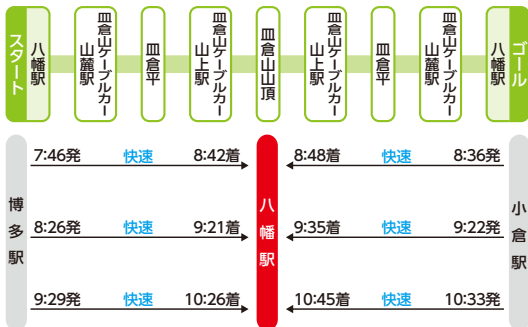 スタート
八幡駅
皿倉山ケーブルカー
山麓駅
皿倉平
皿倉山ケーブルカー
山上駅
皿倉山山頂
皿倉山ケーブルカー
山上駅
皿倉平
皿倉山ケーブルカー
山麓駅
八幡駅
ゴール
博多駅
7:46発 快速 8:42着
8:26発 快速 9:21着
9:29発 快速 10:26着
八幡駅
8:48着 快速 8:36発
9:35着 快速 9:22発
10:45着 快速 10:33発
小倉駅